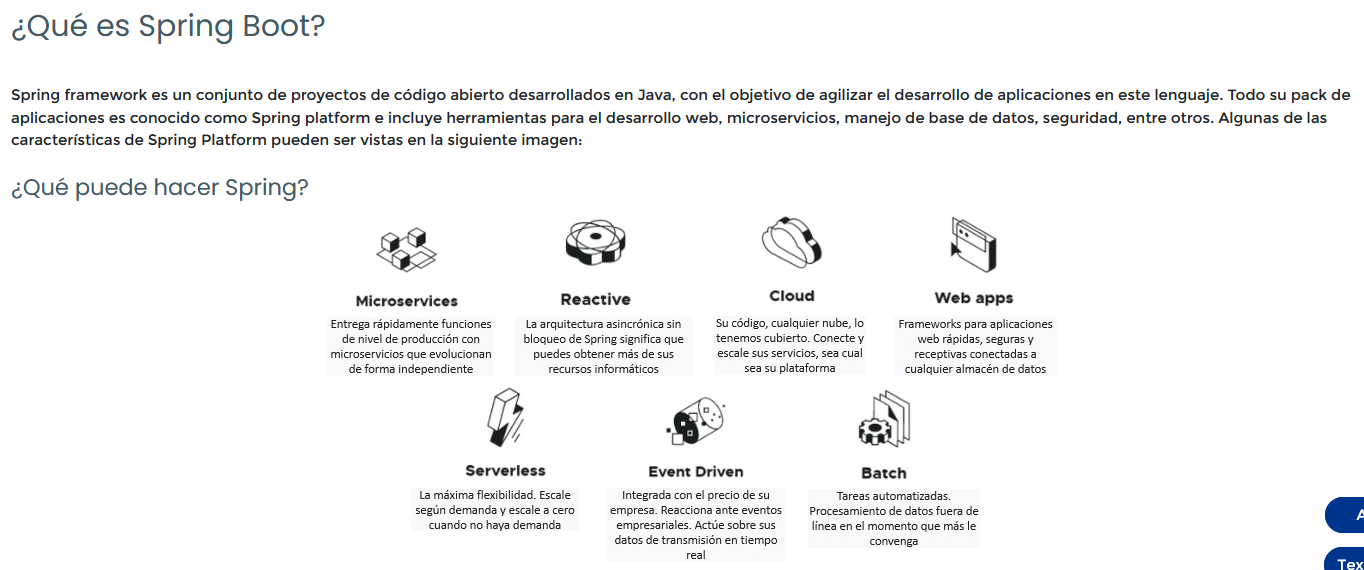 ¿Qué es Spring Boot?
Spring framework es un conjunto de proyectos de código abierto desarrollados en Java, con el objetivo de agilizar el desarrollo de aplicaciones en este lenguaje. Todo su pack de
aplicaciones es conocido como Spring platform e incluye herramientas para el desarrollo web, microservicios, manejo de base de datos, seguridad, entre otros. Algunas de las
características de Spring Platform pueden ser vistas en la siguiente imagen:
¿Qué puede hacer Spring?
Microservices
Entrega rápidamente funciones
de nivel de producción con
microservicios que evolucionan
de forma independiente
Reactive
La arquitectura asincrónica sin
bloqueo de Spring significa que
puedes obtener más de sus
recursos informáticos
Cloud
Su código, cualquier nube, lo
tenemos cubierto. Conecte y
escale sus servicios, sea cual
sea su plataforma
Web apps
Frameworks para aplicaciones
web rápidas, seguras y
receptivas conectadas a
cualquier almacén de datos
Serverless
La máxima flexibilidad. Escale
según demanda y escale a cero
cuando no haya demanda
Event Driven
Integrada con el precio de su
empresa. Reacciona ante eventos
empresariales. Actúe sobre sus
datos de transmisión en tiempo
real
Batch
Tareas automatizadas.
Procesamiento de datos fuera de
línea en el momento que más le
convenga